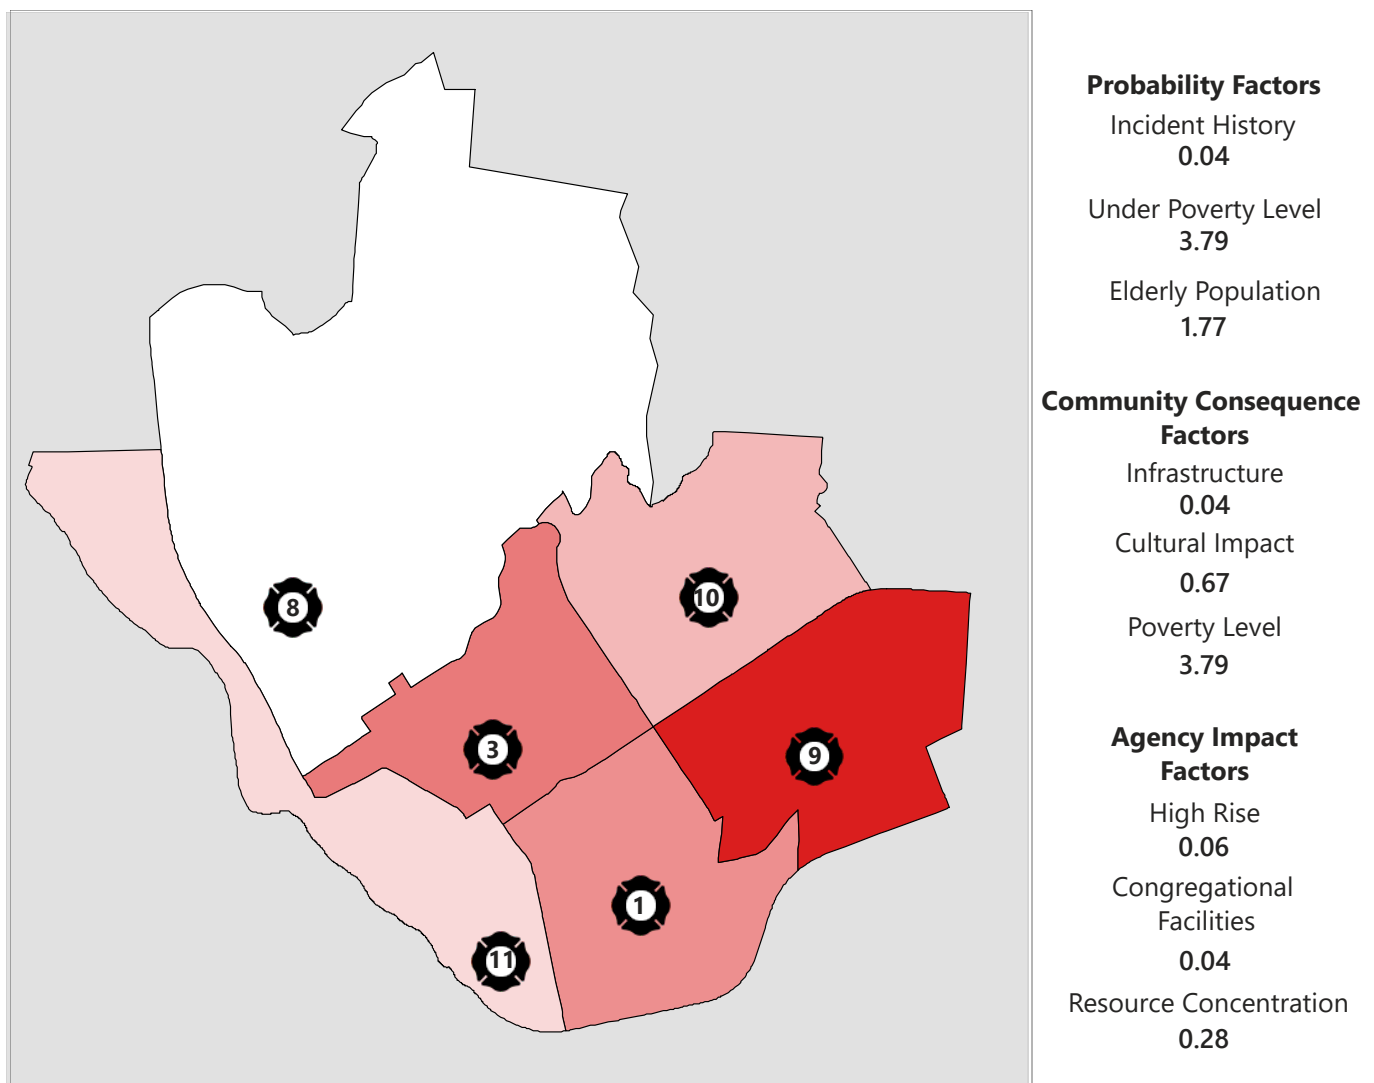 Probability Factors
Incident History
0.04
Under Poverty Level
3.79
Elderly Population
1.77
Community Consequence
Factors
Infrastructure
0.04
Cultural Impact
0.67
Poverty Level
3.79
Agency Impact
Factors
High Rise
0.06
Congregational
Facilities
0.04
Resource Concentration
0.28
8
10
3
9
1
11